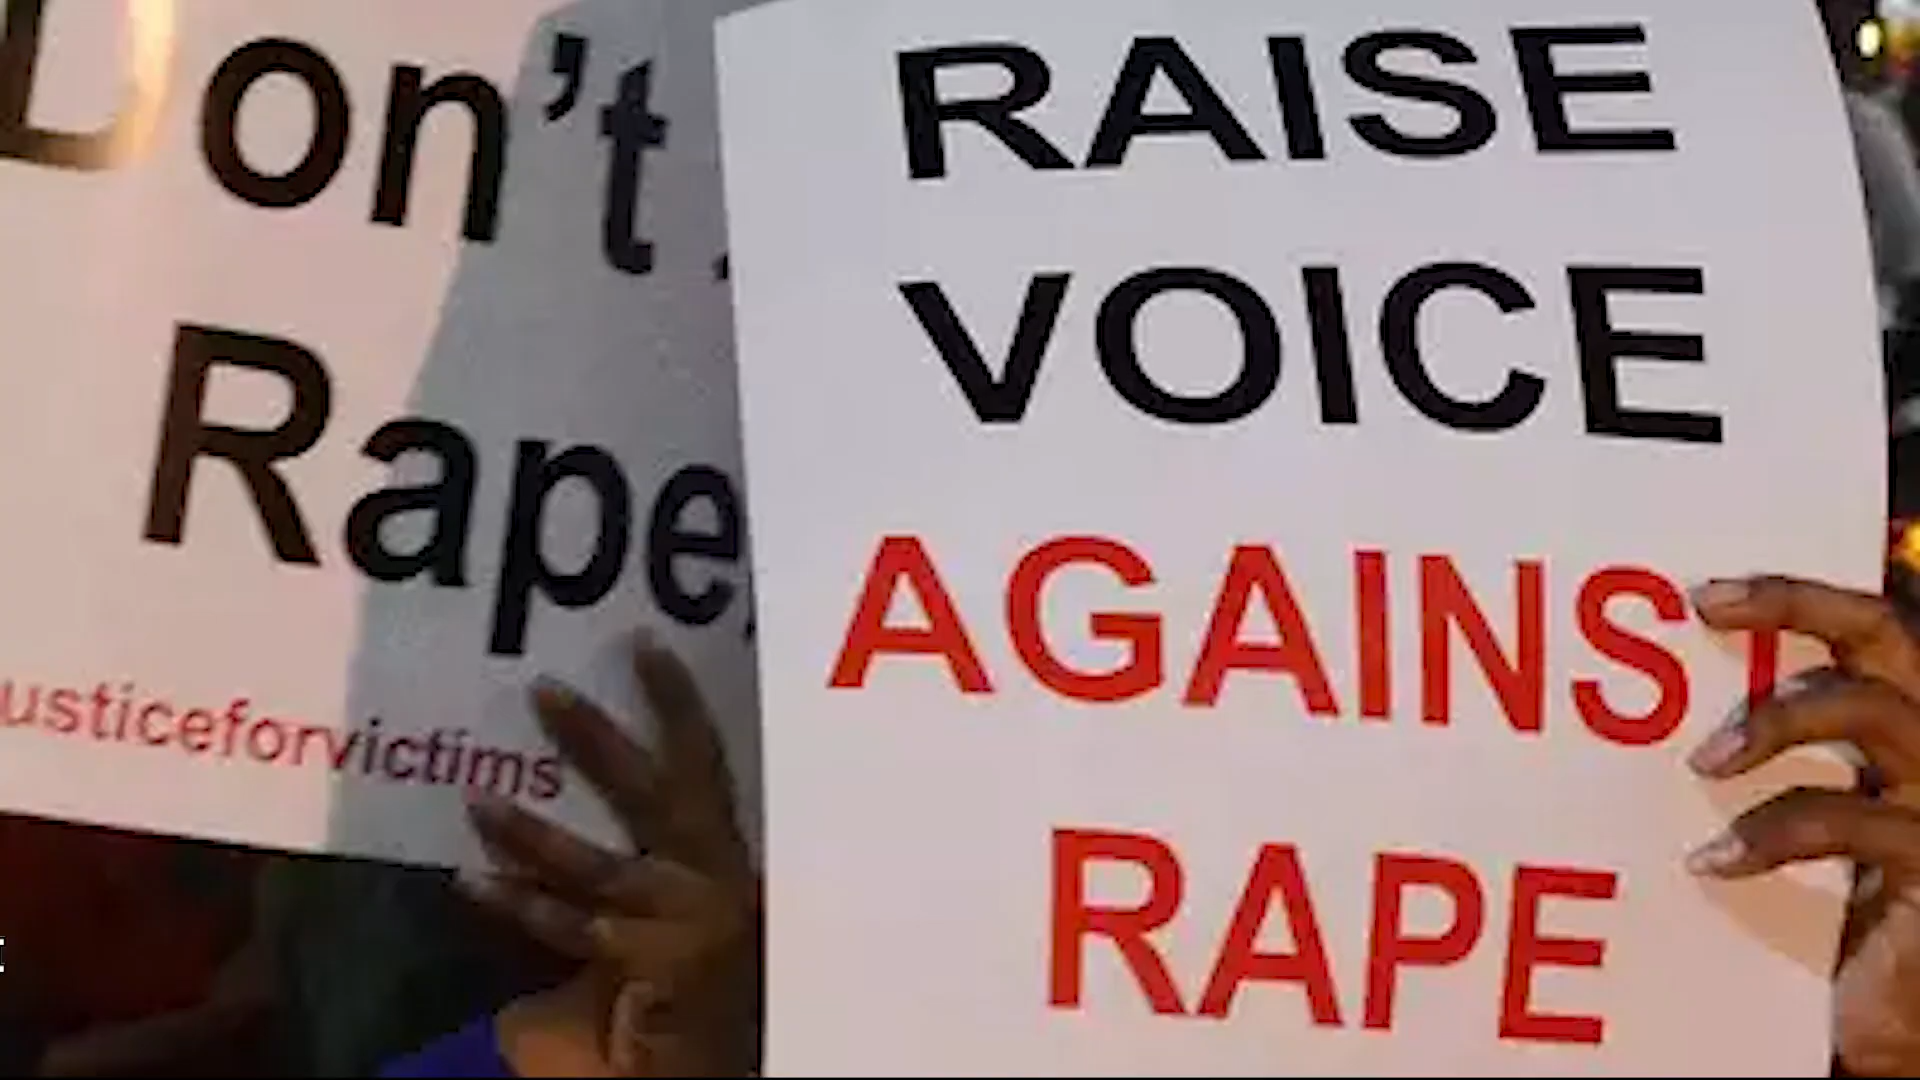 Don't
Rape
usticeforvictims
RAISE
VOICE
AGAINST
RAPE